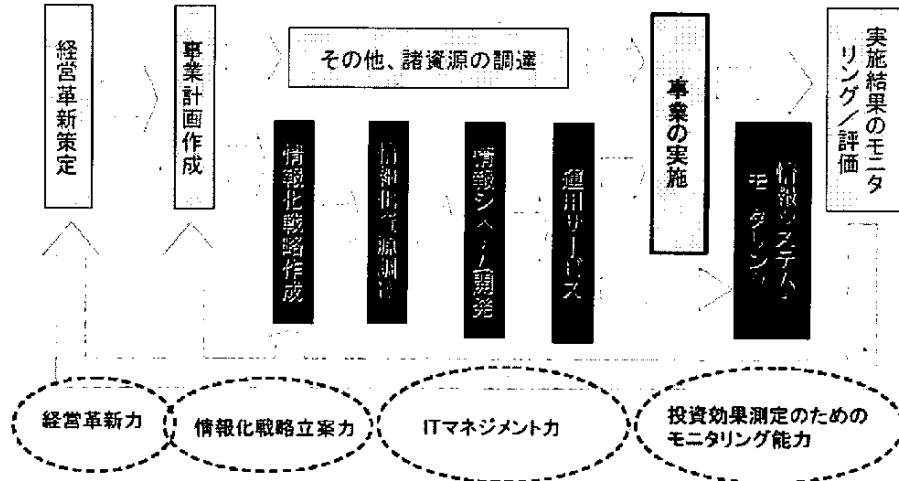 経営革新策定
事業計画作成
その他、諸資源の調達
情報化戦略作成
情報化資源調達
情報システム開発
運用サービス
事業の実施
情報システム・
モニタリング
実施結果のモニタ
リング／評価
経営革新力
情報化戦略立案力
ITマネジメント力
投資効果測定のための
モニタリング能力